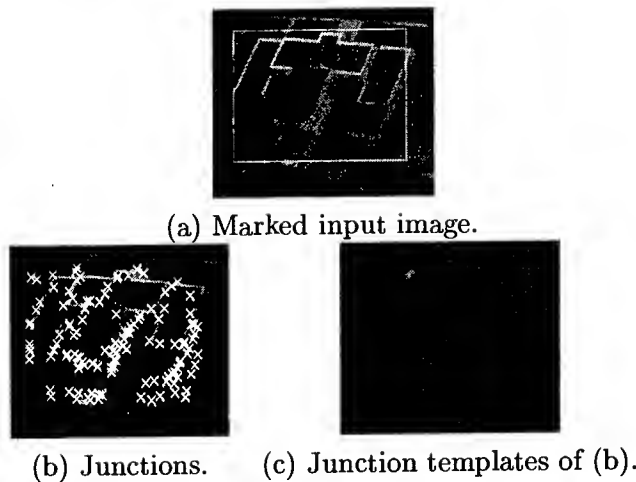 (a) Marked input image.
(b) Junctions.
(c) Junction templates of (b).